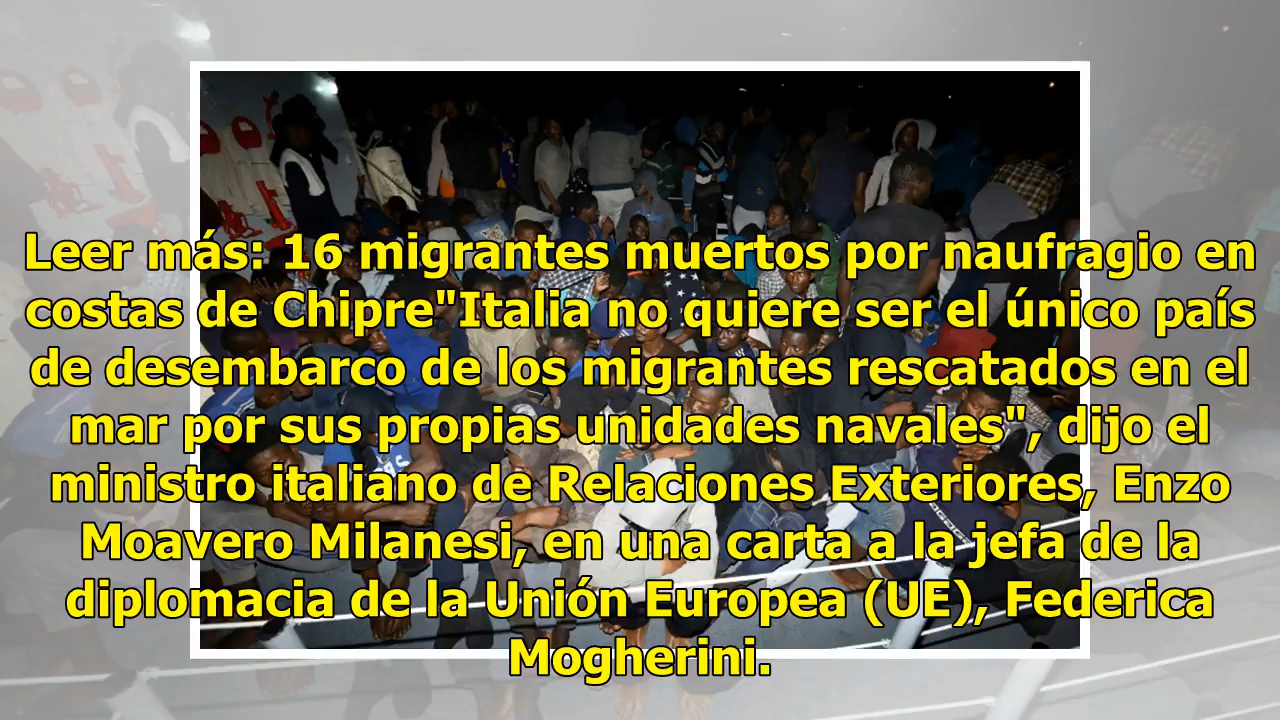 Leer más: 16 migrantes muertos por naufragio en
costas de Chipre"Italia no quiere ser el único país
de desembarco de los migrantes rescatados en el
mar por sus propias unidades navales", dijo el
ministro italiano de Relaciones Exteriores, Enzo
Moavero Milanesi, en una carta a la jefa de la
diplomacia de la Unión Europea (UE), Federica
Mogherini.